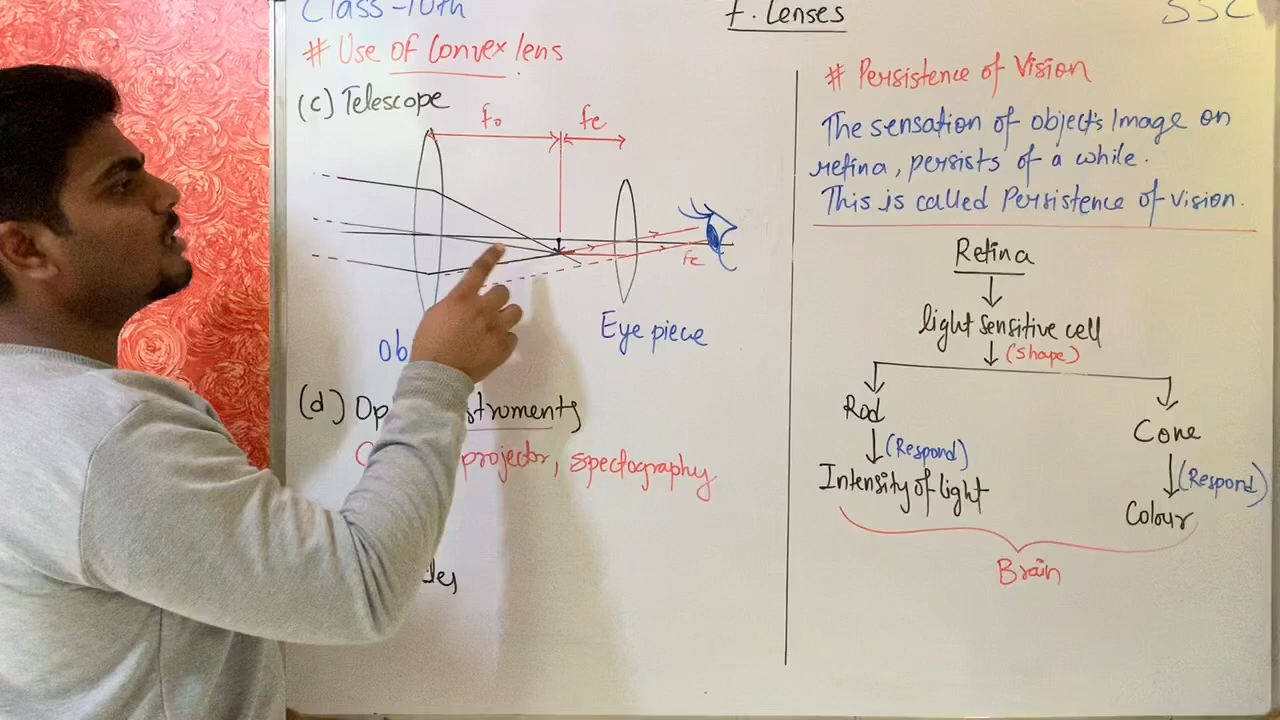 Class-10th
7. Lenses
SSC
# Use of Convex lens
(c) Telescope
fo
fe
fe
Eye piece
(d)
projector, spectography
# Persistence of Vision
The sensation of object's Image on
retina, persists of a while.
This is called Persistence of Vision.
Retina
light sensitive cell
(shape)
Rod
(Respond)
Intensity of light
Cone
(Respond)
Colour
Brain